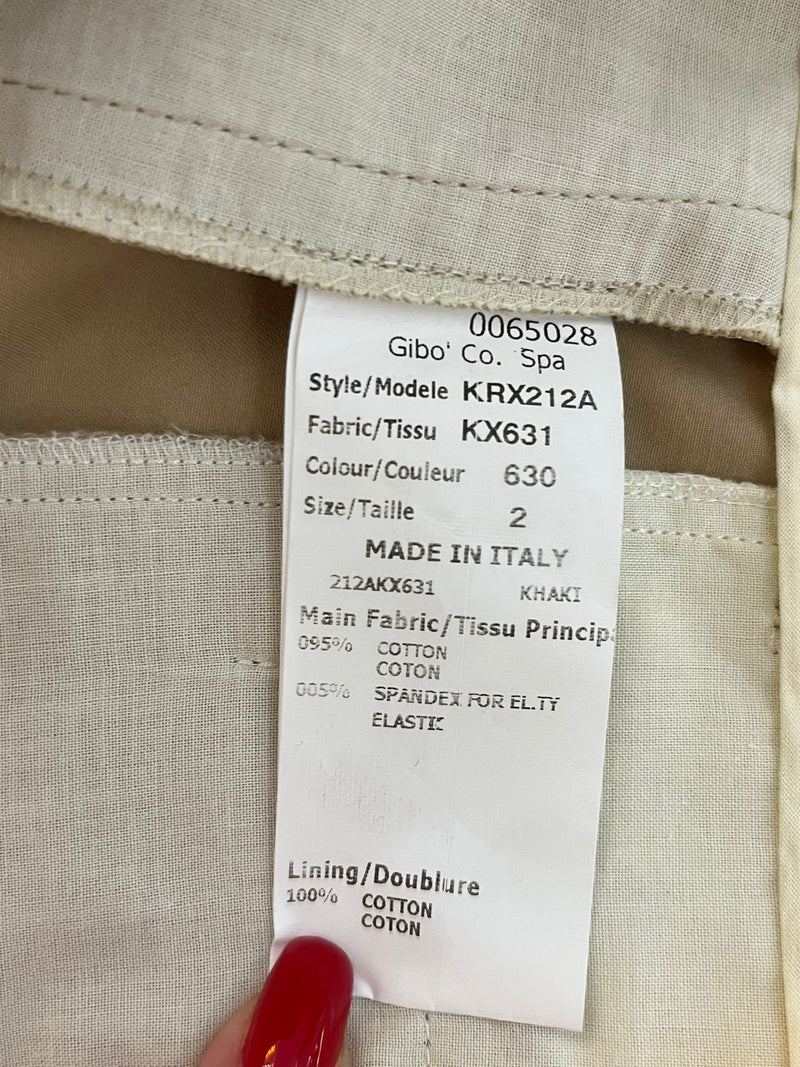 0065028
Gibo' Co. Spa
Style/Modele KRX212A
Fabric/Tissu KX631
Colour/Couleur 630
Size/Taille 2
MADE IN ITALY
212AKX631 KHAKI
Main Fabric/Tissu Princip
095% COTTON
COTON
005% SPANDEX FOR EL.TY
ELASTIC
Lining/Doublure
100% COTTON
COTON